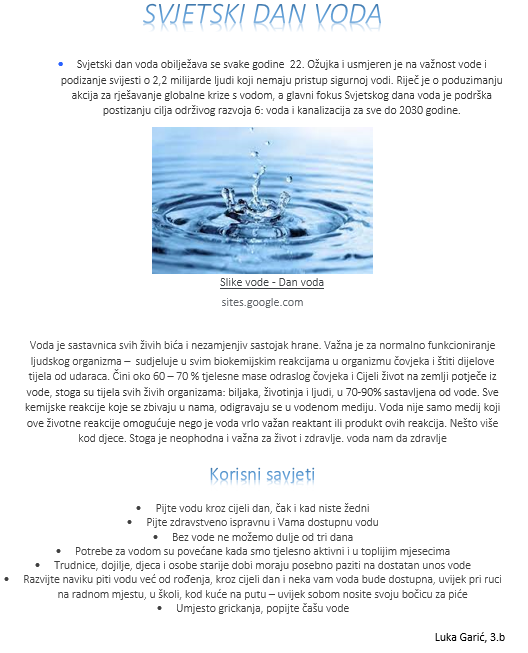 SVJETSKI DAN VODA
• Svjetski dan voda obilježava se svake godine 22. Ožujka i usmjeren je na važnost vode i
podizanje svijesti o 2,2 milijarde ljudi koji nemaju pristup sigurnoj vodi. Riječ je o poduzimanju
akcija za rješavanje globalne krize s vodom, a glavni fokus Svjetskog dana voda je podrška
postizanju cilja održivog razvoja 6: voda i kanalizacija za sve do 2030 godine.
Slike vode - Dan voda
sites.google.com
Voda je sastavnica svih živih bića i nezamjenjiv sastojak hrane. Važna je za normalno funkcioniranje
ljudskog organizma – sudjeluje u svim biokemijskim reakcijama u organizmu čovjeka i štiti dijelove
tijela od udaraca. Čini oko 60 – 70 % tjelesne mase odraslog čovjeka i Cijeli život na zemlji potječe iz
vode, stoga su tijela svih živih organizama: biljaka, životinja i ljudi, u 70-90% sastavljena od vode. Sve
kemijske reakcije koje se zbivaju u nama, odigravaju se u vodenom mediju. Voda nije samo medij koji
ove životne reakcije omogućuje nego je voda vrlo važan reaktant ili produkt ovih reakcija. Nešto više
kod djece. Stoga je neophodna i važna za život i zdravlje. voda nam da zdravlje
Korisni savjeti
• Pijte vodu kroz cijeli dan, čak i kad niste žedni
• Pijte zdravstveno ispravnu i Vama dostupnu vodu
• Bez vode ne možemo dulje od tri dana
• Potrebe za vodom su povećane kada smo tjelesno aktivni i u toplijim mjesecima
• Trudnice, dojilje, djeca i osobe starije dobi moraju posebno paziti na dostatan unos vode
• Razvijte naviku piti vodu već od rođenja, kroz cijeli dan i neka vam voda bude dostupna, uvijek pri ruci
na radnom mjestu, u školi, kod kuće na putu – uvijek sobom nosite svoju bočicu za piće
• Umjesto grickanja, popijte čašu vode
Luka Garić, 3.b